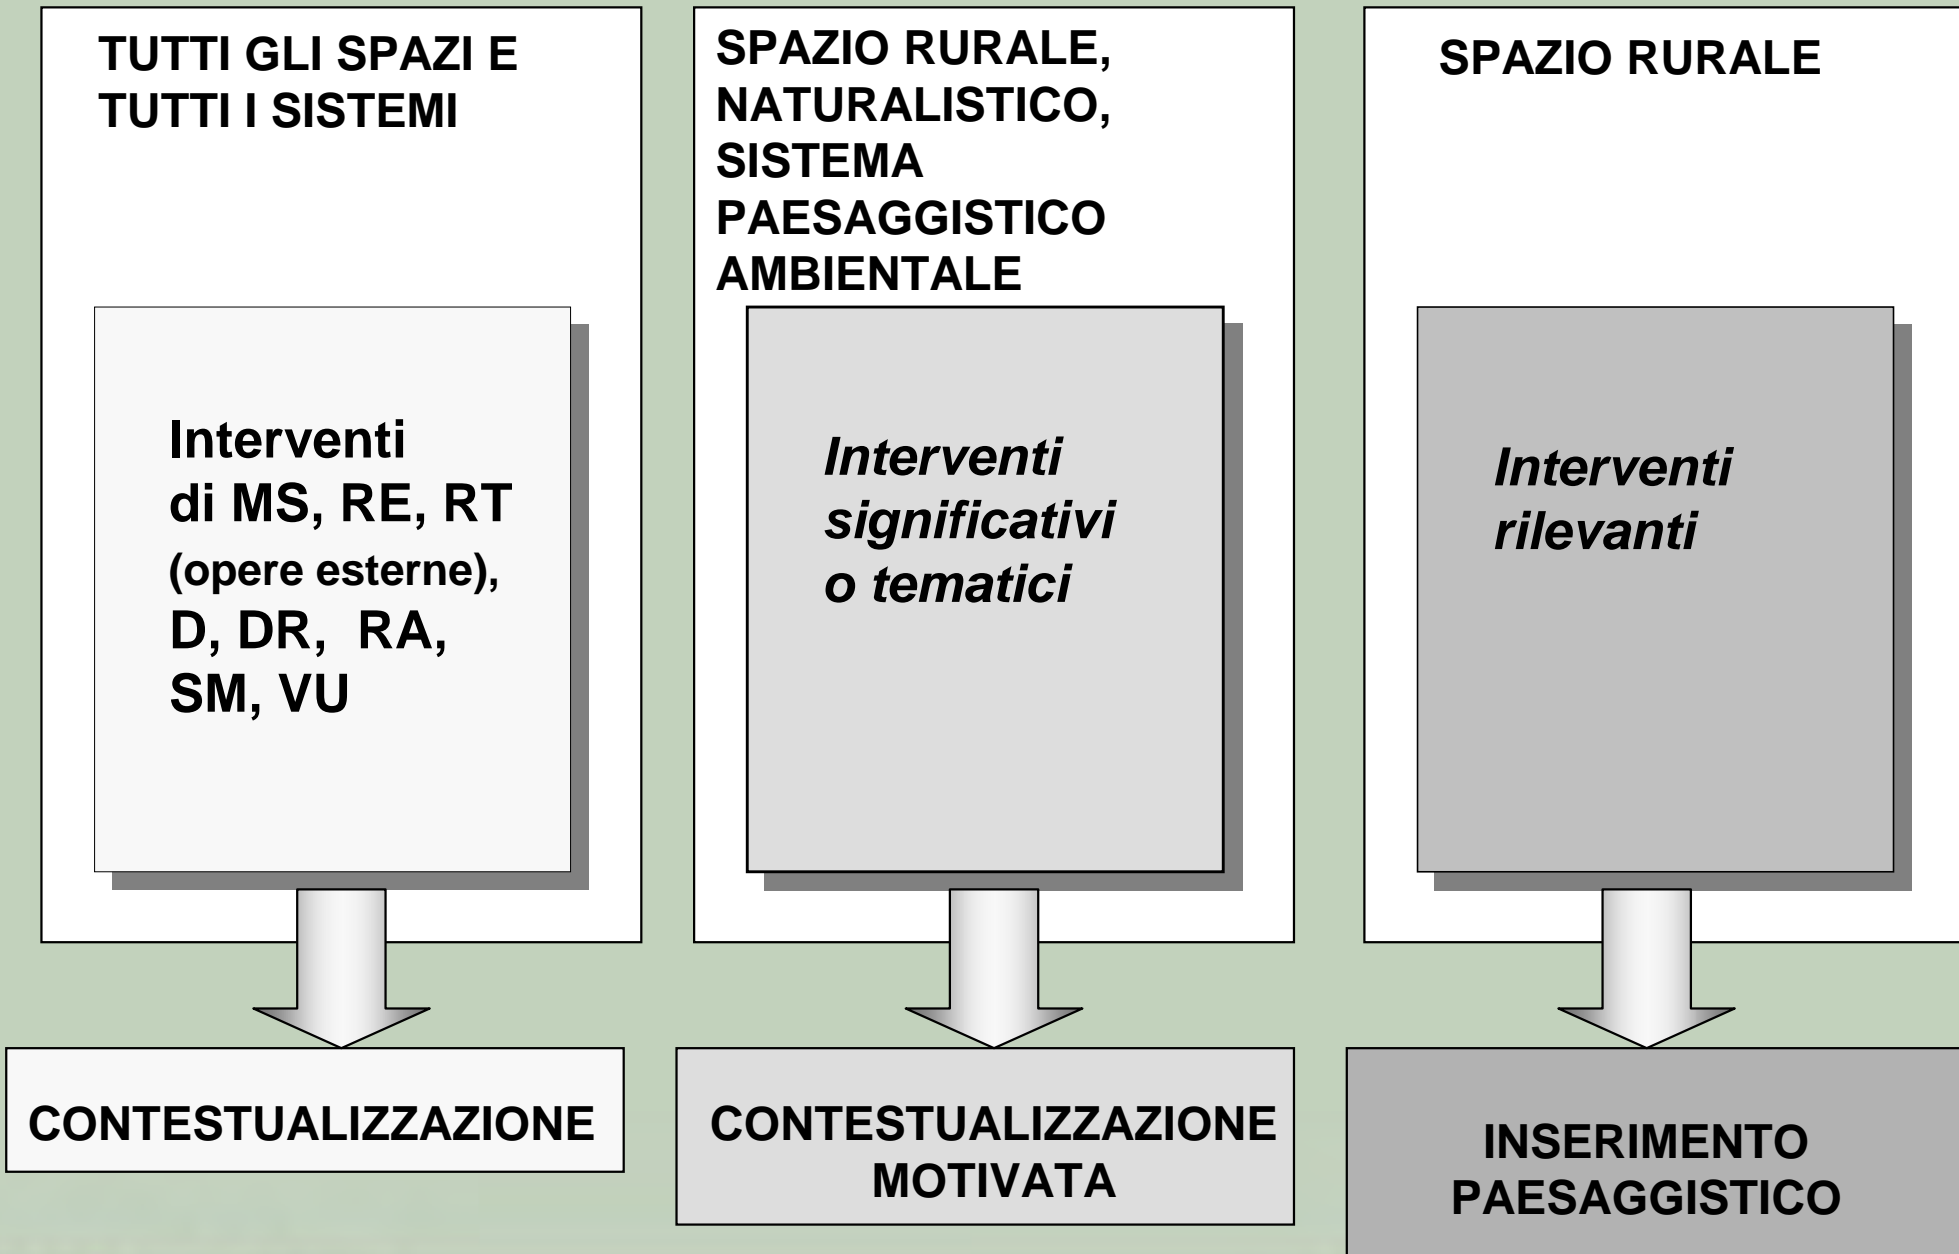 TUTTI GLI SPAZI E
TUTTI I SISTEMI
Interventi
di MS, RE, RT
(opere esterne),
D, DR, RA,
SM, VU
CONTESTUALIZZAZIONE
SPAZIO RURALE,
NATURALISTICO,
SISTEMA
PAESAGGISTICO
AMBIENTALE
Interventi
significativi
o tematici
CONTESTUALIZZAZIONE
MOTIVATA
SPAZIO RURALE
Interventi
rilevanti
INSERIMENTO
PAESAGGISTICO